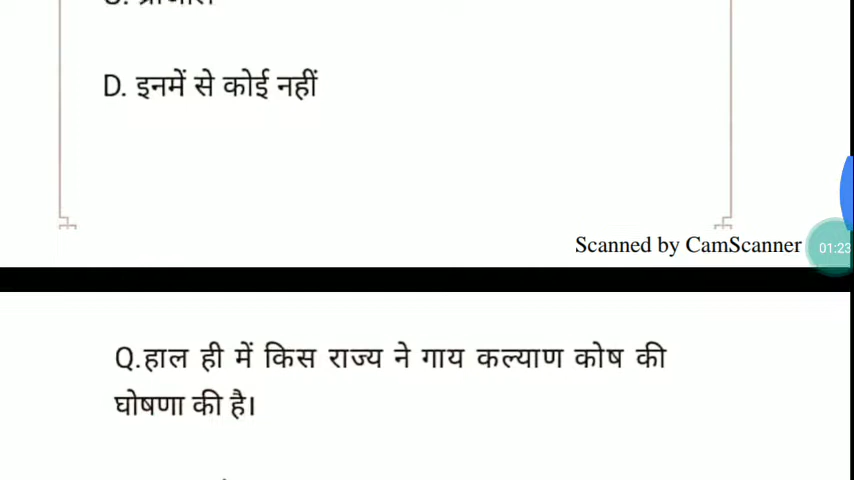 D. इनमें से कोई नहीं
Scanned by CamScanner
01:23
Q.हाल ही में किस राज्य ने गाय कल्याण कोष की
घोषणा की है।